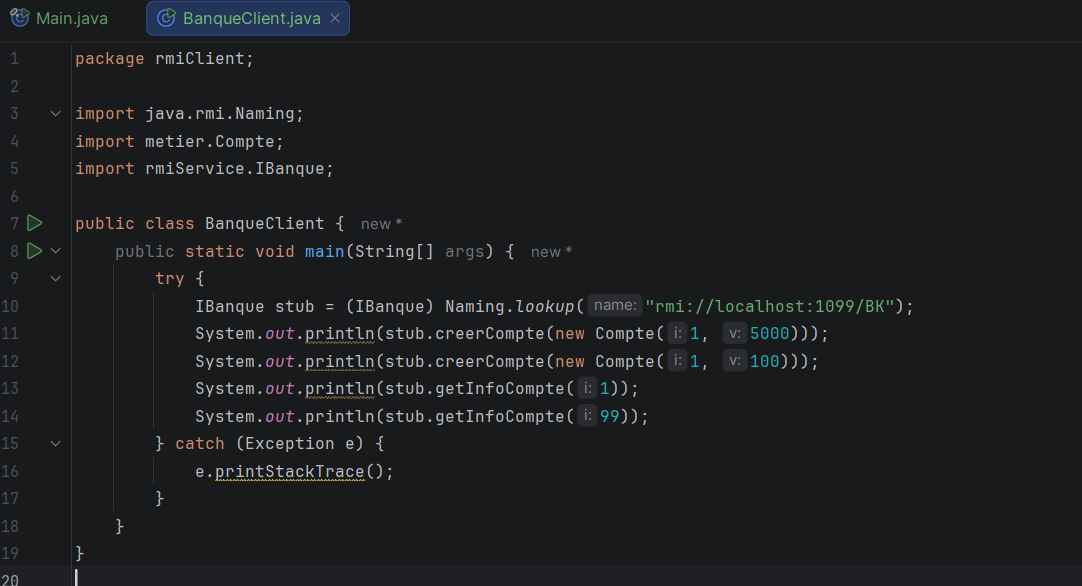 Main.java
BanqueClient.java ×
1 package rmiClient;
2
3 import java.rmi.Naming;
4 import metier.Compte;
5 import rmiService.IBanque;
6
7 public class BanqueClient { new *
8 public static void main(String[] args) { new *
9 try {
10 IBanque stub = (IBanque) Naming.lookup( name: "rmi://localhost:1099/BK");
11 System.out.println(stub.creerCompte(new Compte( i: 1, v: 5000)));
12 System.out.println(stub.creerCompte(new Compte( i: 1, v: 100)));
13 System.out.println(stub.getInfoCompte( i: 1));
14 System.out.println(stub.getInfoCompte( i: 99));
15 } catch (Exception e) {
16 e.printStackTrace();
17 }
18 }
19 }
20